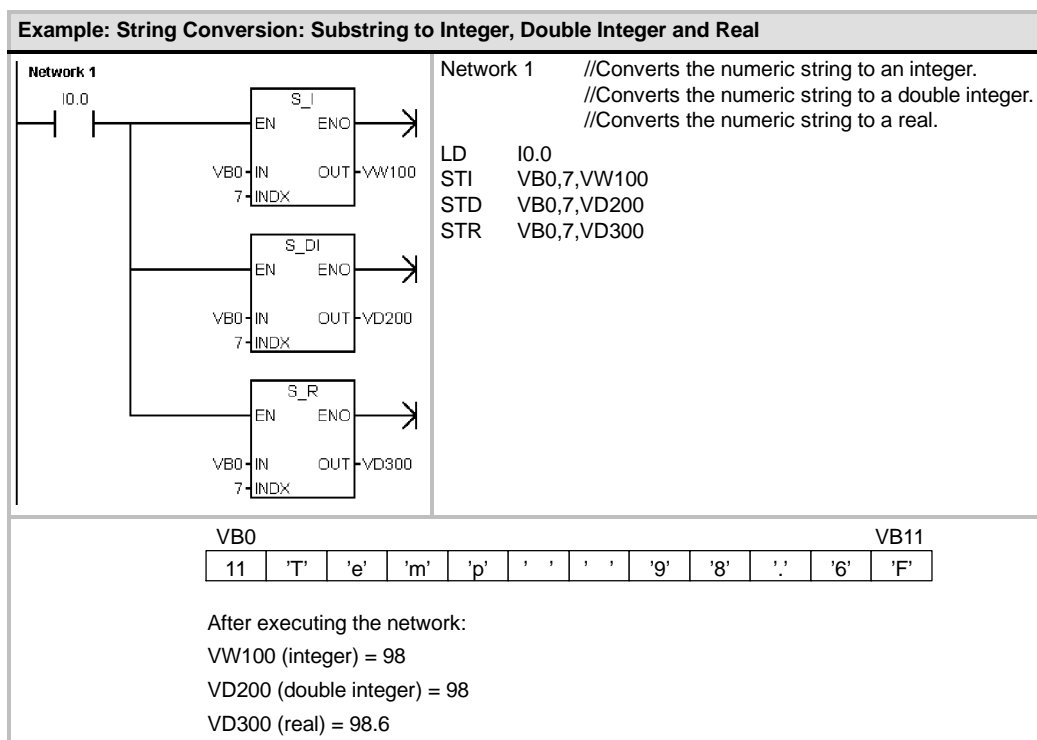 Example: String Conversion: Substring to Integer, Double Integer and Real
Network 1
I0.0
S_I
EN ENO
VB0 IN OUT VW100
7 INDX
S_DI
EN ENO
VB0 IN OUT VD200
7 INDX
S_R
EN ENO
VB0 IN OUT VD300
7 INDX
Network 1 //Converts the numeric string to an integer.
//Converts the numeric string to a double integer.
//Converts the numeric string to a real.
LD I0.0
STI VB0,7,VW100
STD VB0,7,VD200
STR VB0,7,VD300
VB0 VB11
11 ’T’ ’e’ ’m’ ’p’ ’ ’ ’ ’ ’9’ ’8’ ’.’ ’6’ ’F’
After executing the network:
VW100 (integer) = 98
VD200 (double integer) = 98
VD300 (real) = 98.6